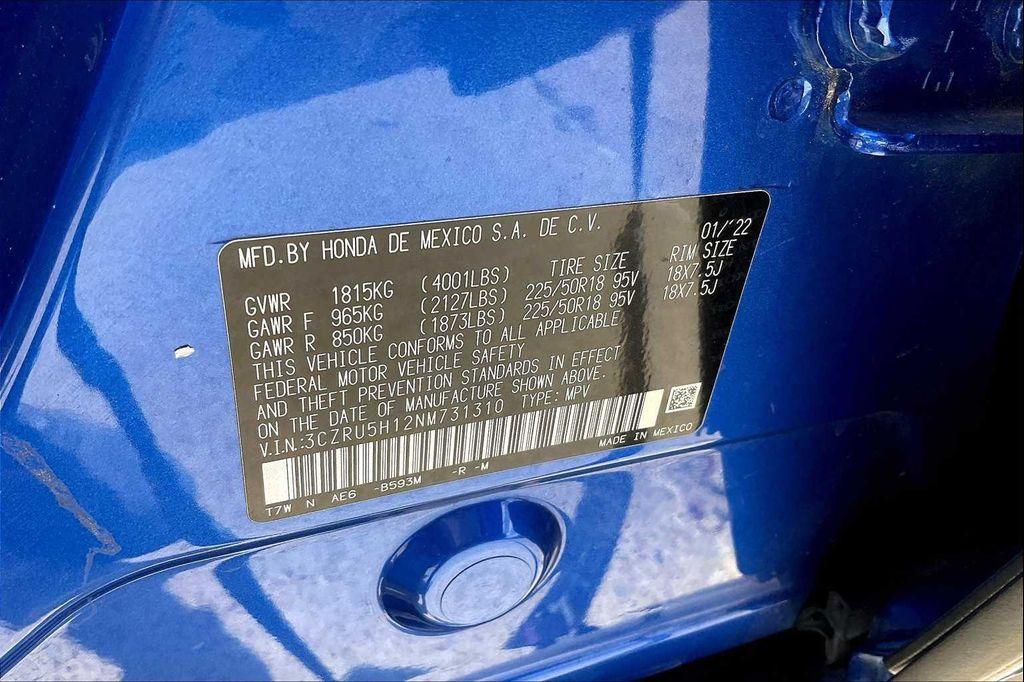 MFD.BY HONDA DE MEXICO S.A. DE C.V. 01/'22
TIRE SIZE RIM SIZE
GVWR 1815KG (4001LBS)
GAWR F 965KG (2127LBS) 225/50R18 95V 18X7.5J
GAWR R 850KG (1873LBS) 225/50R18 95V 18X7.5J
THIS VEHICLE CONFORMS TO ALL APPLICABLE
FEDERAL MOTOR VEHICLE SAFETY
AND THEFT PREVENTION STANDARDS IN EFFECT
ON THE DATE OF MANUFACTURE SHOWN ABOVE.
V.I.N:3CZRU5H12NM731310 TYPE: MPV
MADE IN MEXICO
T7W N AE6 -B593M -R -M